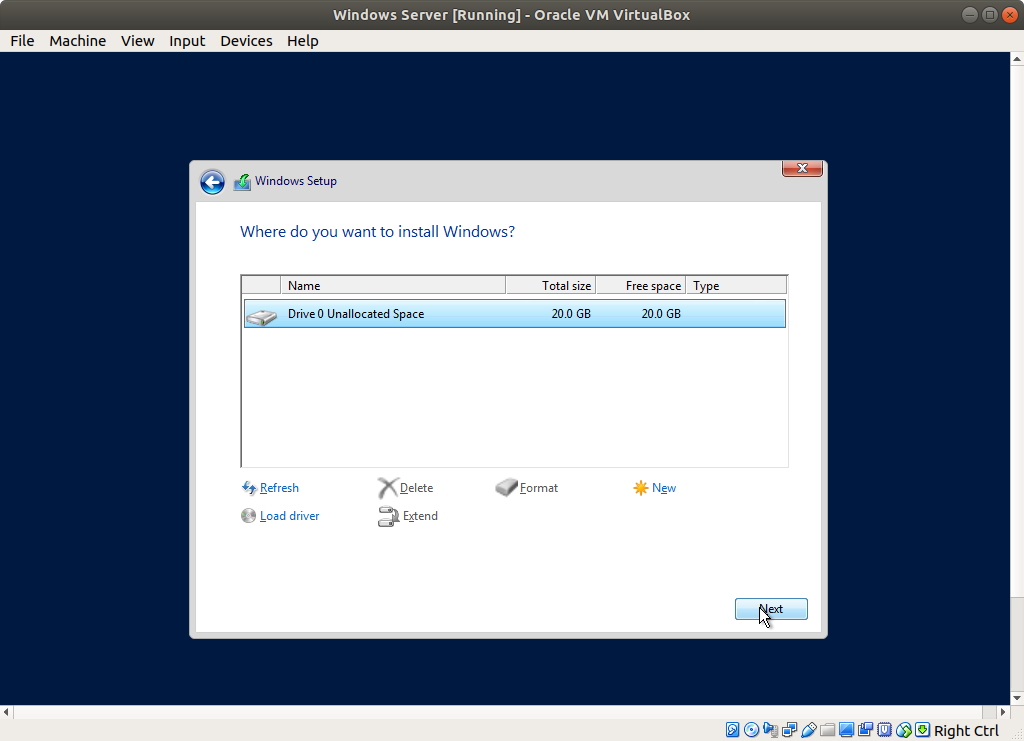 Windows Server [Running] - Oracle VM VirtualBox
File Machine View Input Devices Help
Windows Setup
Where do you want to install Windows?
Name Total size Free space Type
Drive 0 Unallocated Space 20.0 GB 20.0 GB
Refresh Delete Format New
Load driver Extend
Next
Right Ctrl